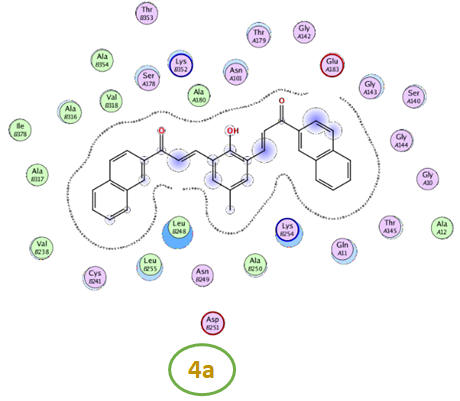 Thr
B353
Thr
A179
Gly
A142
Ala
B354
Lys
B352
Glu
A183
Ser
A178
Asn
A101
Gly
A143
Ser
A140
Val
B318
Ala
A180
Ala
B316
O
O
OH
Ile
B378
Gly
A144
Ala
B317
Gly
A10
Leu
B248
Lys
B254
Thr
A145
Ala
A12
Val
B238
Gln
A11
Cys
B241
Leu
B255
Asn
B249
Ala
B250
Asp
B251
4a